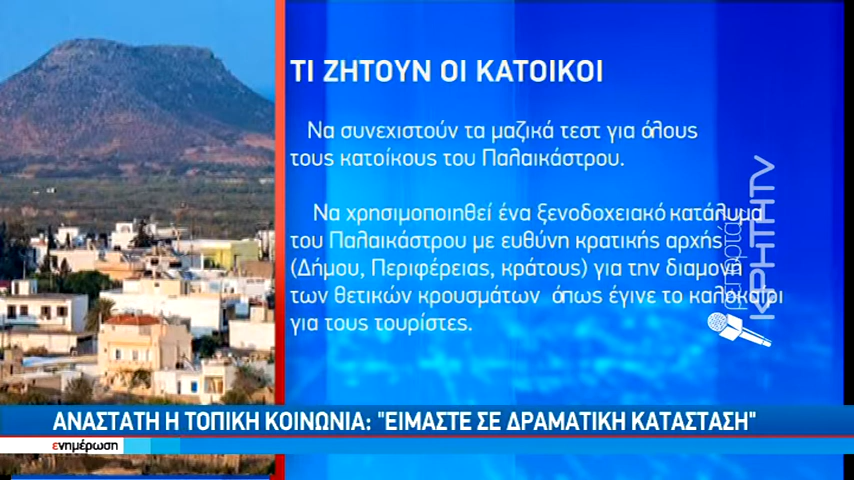 ΤΙ ΖΗΤΟΥΝ ΟΙ ΚΑΤΟΙΚΟΙ
Να συνεχιστούν τα μαζικά τεστ για όλους
τους κατοίκους του Παλαικάστρου.
Να χρησιμοποιηθεί ένα ξενοδοχειακό κατάλυμα
του Παλαικάστρου με ευθύνη κρατικής αρχής
(Δήμου, Περιφέρειας, κράτους) για την διαμονή
των θετικών κρουσμάτων όπως έγινε το καλοκαίρι
για τους τουρίστες.
ρεπορτάζ
ΚΡΗΤΗTV
ΑΝΑΣΤΑΤΗ Η ΤΟΠΙΚΗ ΚΟΙΝΩΝΙΑ: "ΕΙΜΑΣΤΕ ΣΕ ΔΡΑΜΑΤΙΚΗ ΚΑΤΑΣΤΑΣΗ"
ενημέρωση